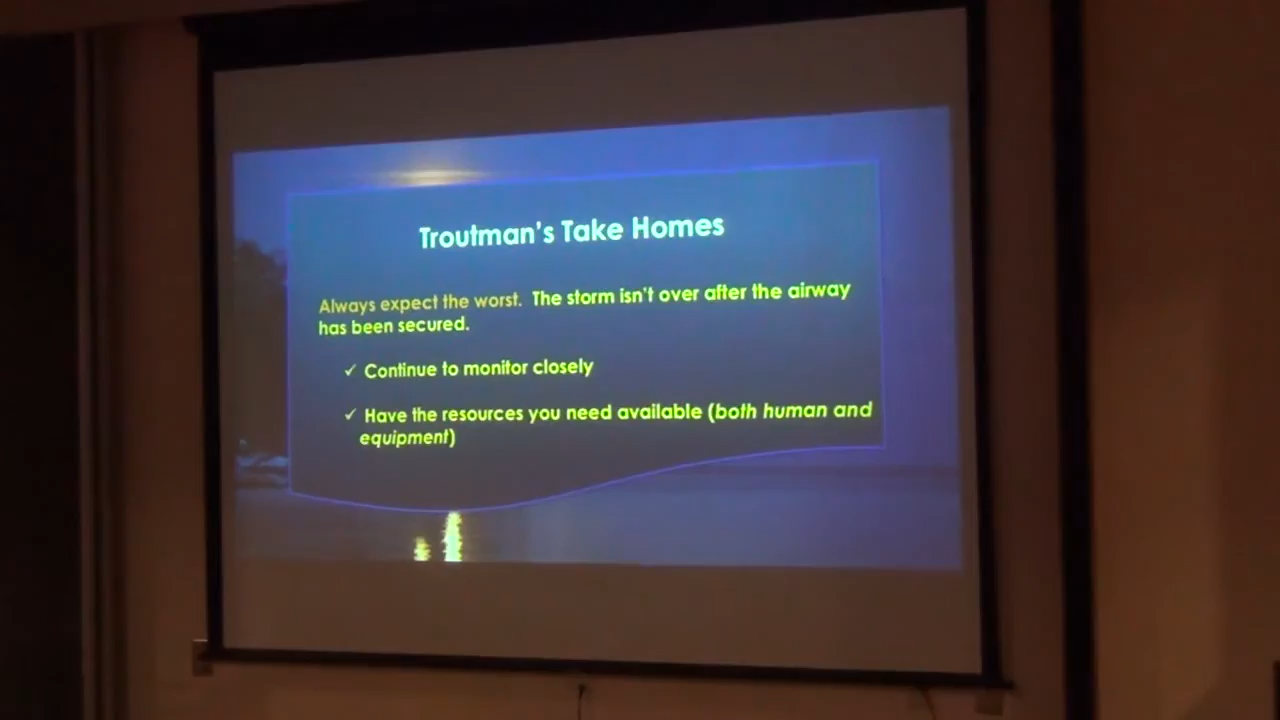 Troutman's Take Homes
Always expect the worst. The storm isn't over after the airway
has been secured.
✓ Continue to monitor closely
✓ Have the resources you need available (both human and
equipment)